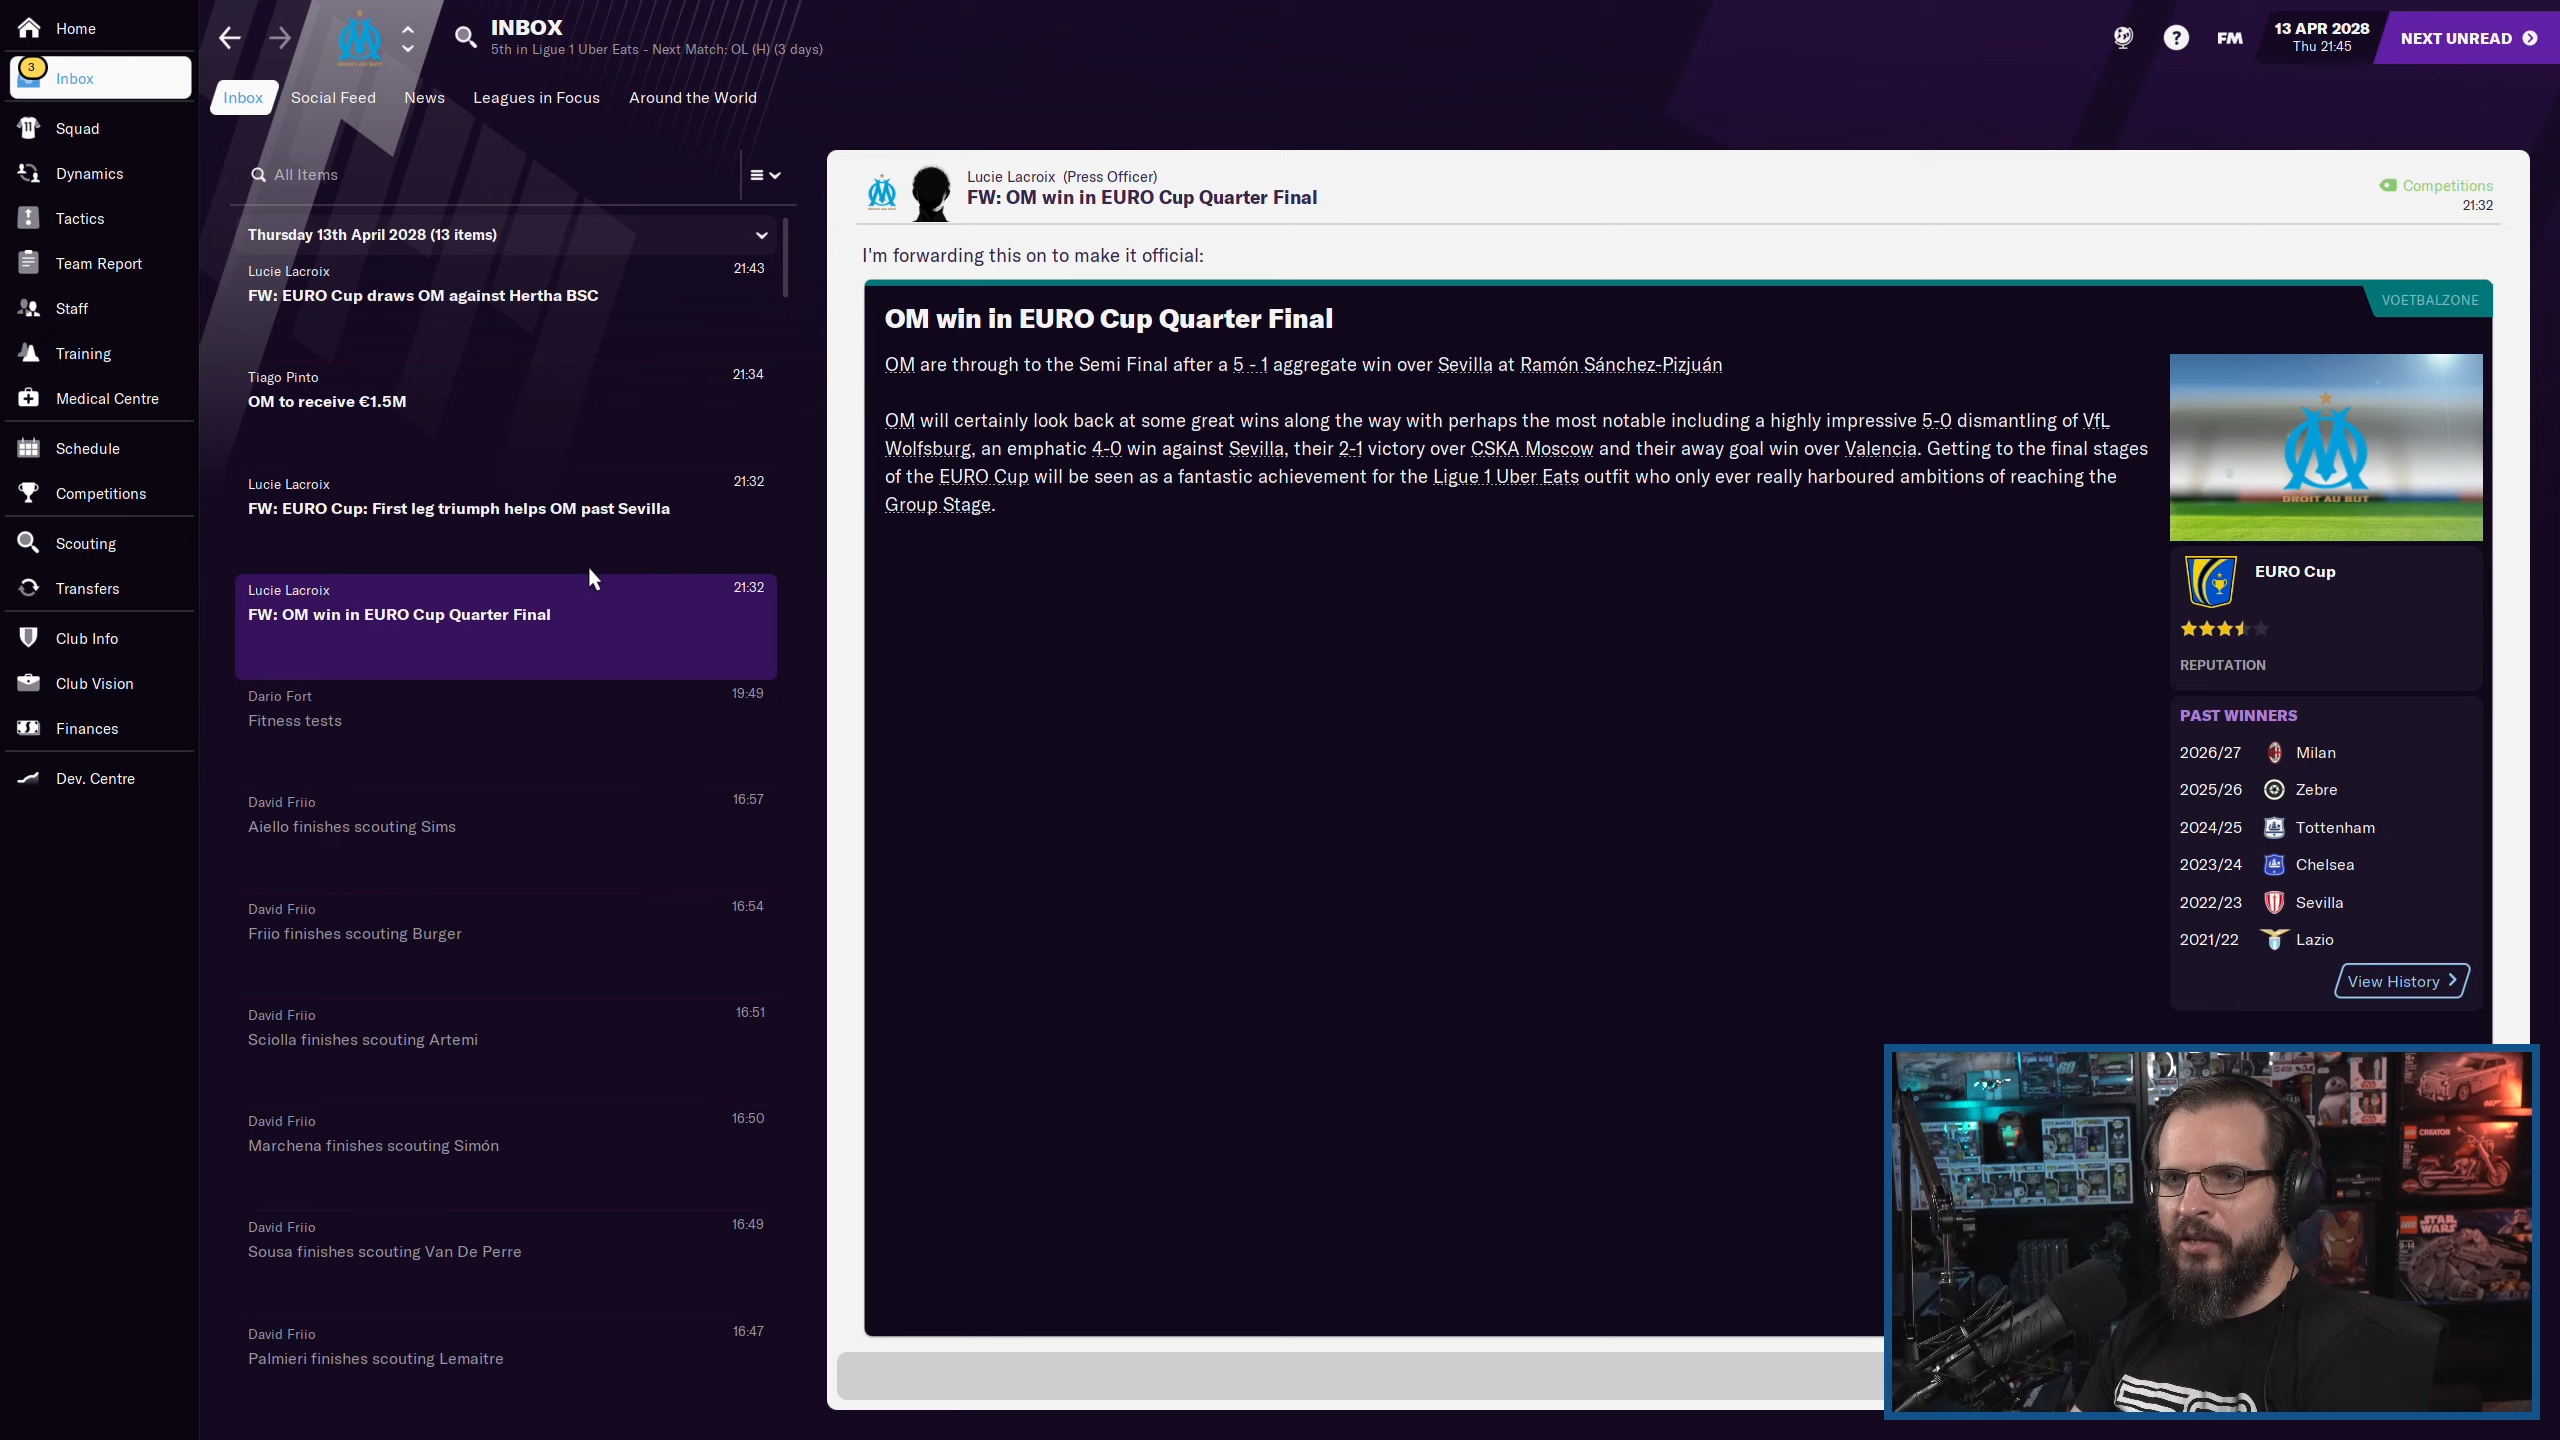 Home
3
Inbox
Squad
Dynamics
Tactics
Team Report
Staff
Training
Medical Centre
Schedule
Competitions
Scouting
Transfers
Club Info
Club Vision
Finances
Dev. Centre
INBOX
5th in Ligue 1 Uber Eats - Next Match: OL (H) (3 days)
FM
13 APR 2028
Thu 21:45
NEXT UNREAD
Inbox
Social Feed
News
Leagues in Focus
Around the World
All Items
Thursday 13th April 2028 (13 items)
Lucie Lacroix
21:43
FW: EURO Cup draws OM against Hertha BSC
Tiago Pinto
21:34
OM to receive €1.5M
Lucie Lacroix
21:32
FW: EURO Cup: First leg triumph helps OM past Sevilla
Lucie Lacroix
21:32
FW: OM win in EURO Cup Quarter Final
Dario Fort
19:49
Fitness tests
David Friio
16:57
Aiello finishes scouting Sims
David Friio
16:54
Friio finishes scouting Burger
David Friio
16:51
Sciolla finishes scouting Artemi
David Friio
16:50
Marchena finishes scouting Simón
David Friio
16:49
Sousa finishes scouting Van De Perre
David Friio
16:47
Palmieri finishes scouting Lemaitre
Lucie Lacroix (Press Officer)
FW: OM win in EURO Cup Quarter Final
Competitions
21:32
I'm forwarding this on to make it official:
VOETBALZONE
OM win in EURO Cup Quarter Final
OM are through to the Semi Final after a 5 - 1 aggregate win over Sevilla at Ramón Sánchez-Pizjuán
OM will certainly look back at some great wins along the way with perhaps the most notable including a highly impressive 5-0 dismantling of VfL
Wolfsburg, an emphatic 4-0 win against Sevilla, their 2-1 victory over CSKA Moscow and their away goal win over Valencia. Getting to the final stages
of the EURO Cup will be seen as a fantastic achievement for the Ligue 1 Uber Eats outfit who only ever really harboured ambitions of reaching the
Group Stage.
DROIT AU BUT
EURO Cup
REPUTATION
PAST WINNERS
2026/27 Milan
2025/26 Zebre
2024/25 Tottenham
2023/24 Chelsea
2022/23 Sevilla
2021/22 Lazio
View History
007
CREATOR
STAR
WARS
9-14